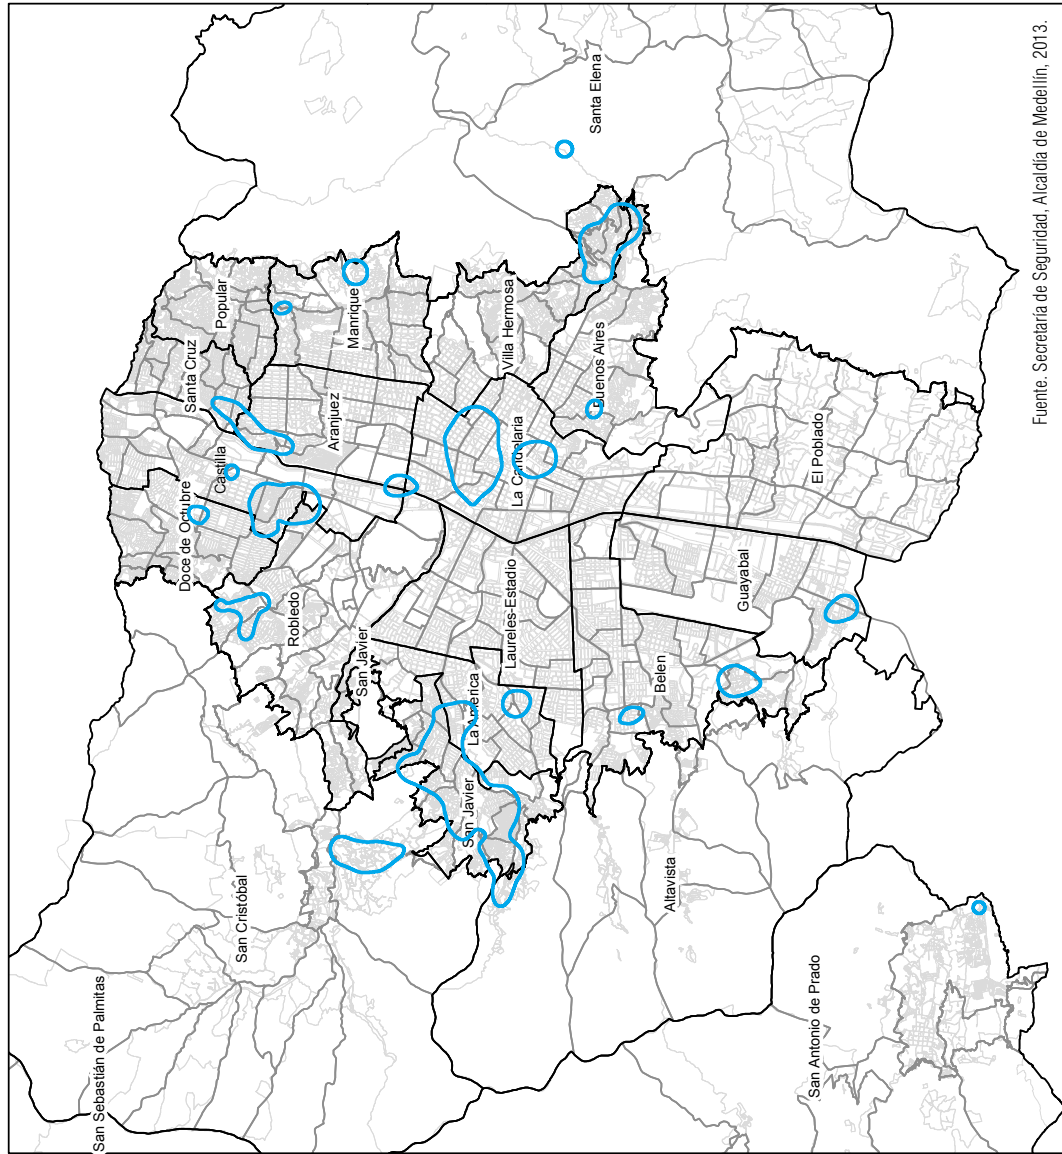 San Sebastián de Palmitas
San Cristóbal
San Javier
Robledo
Doce de Octubre
Castilla
Santa Cruz
Popular
Manrique
Aranjuez
San Javier
La América
Laureles-Estadio
La Candelaria
Villa Hermosa
Buenos Aires
Santa Elena
Altavista
Belen
Guayabal
El Poblado
San Antonio de Prado
Fuente. Secretaría de Seguridad, Alcaldía de Medellín, 2013.